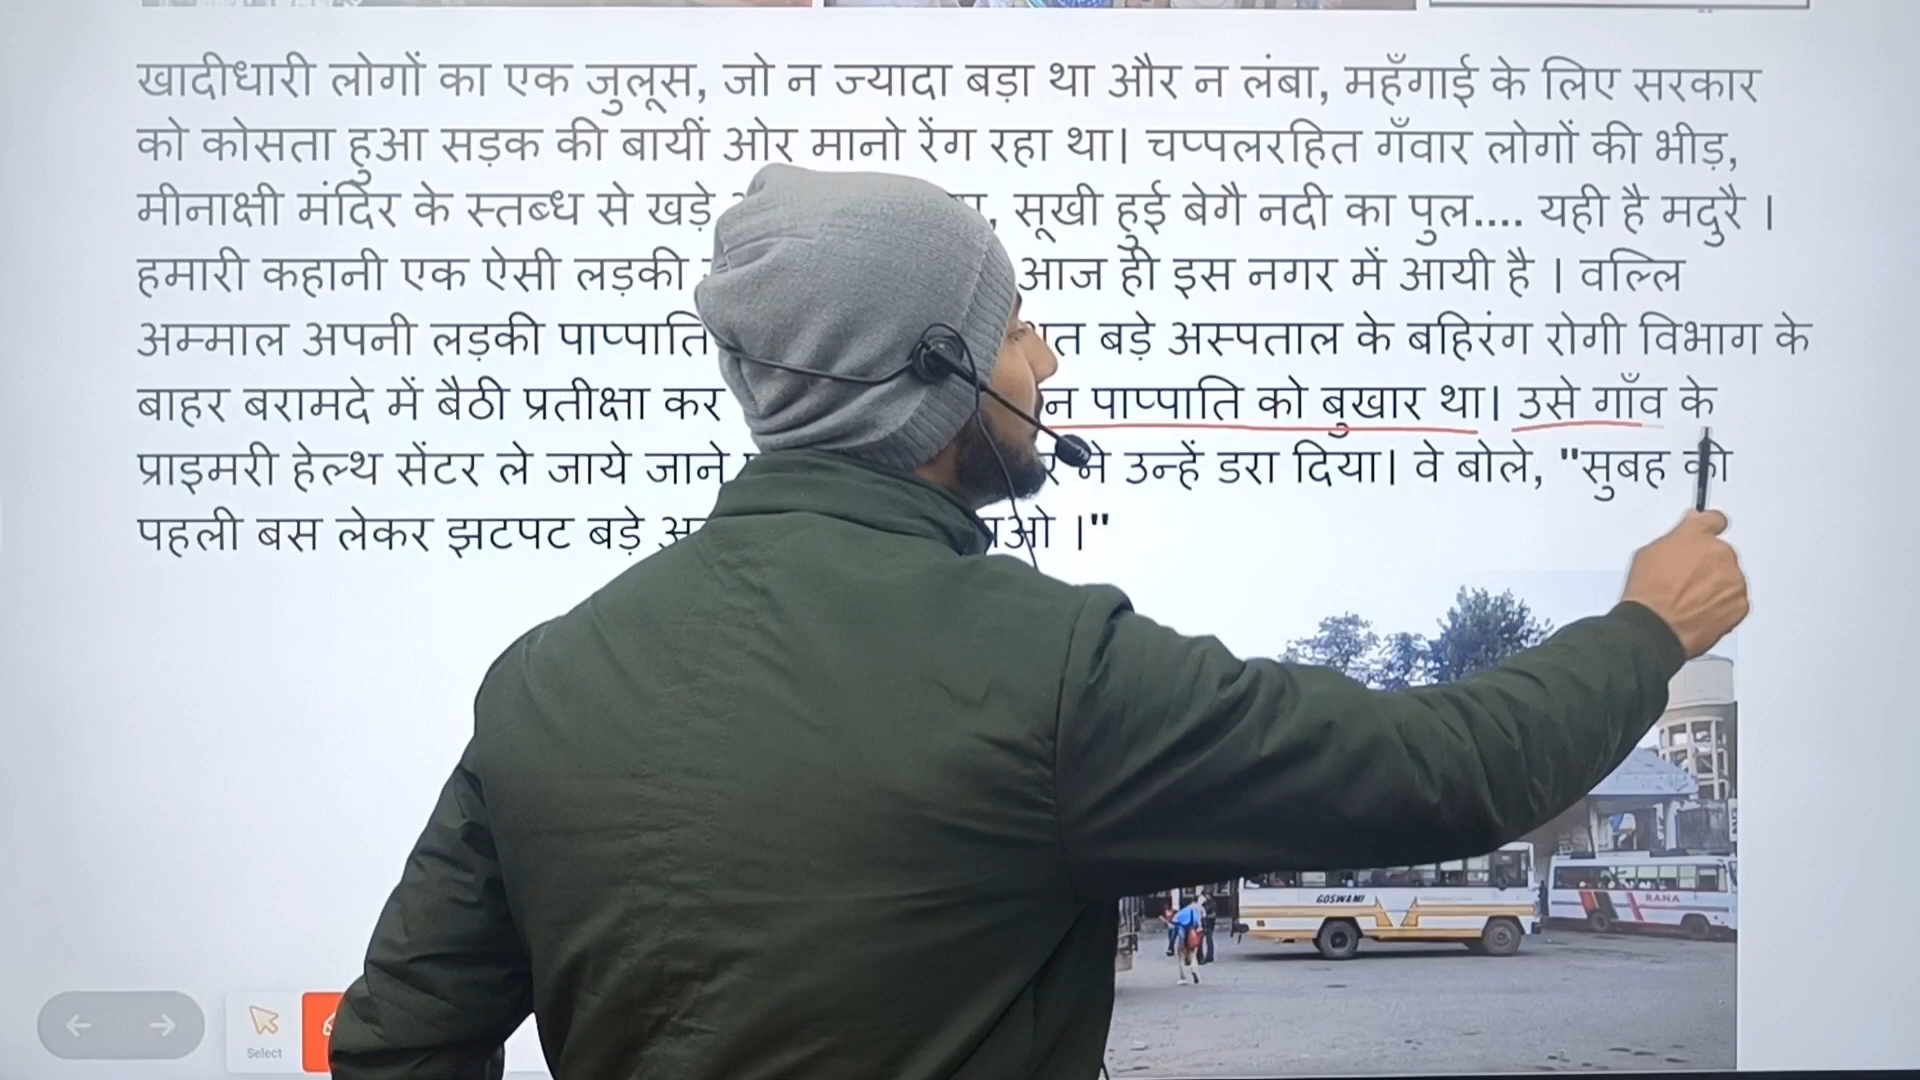 खादीधारी लोगों का एक जुलूस, जो न ज्यादा बड़ा था और न लंबा, महँगाई के लिए सरकार
को कोसता हुआ सड़क की बायीं ओर मानो रेंग रहा था। चप्पलरहित गँवार लोगों की भीड़,
मीनाक्षी मंदिर के स्तब्ध से खड़े सूखी हुई बेगै नदी का पुल.... यही है मदुरै ।
हमारी कहानी एक ऐसी लड़की आज ही इस नगर में आयी है । वल्लि
अम्माल अपनी लड़की पाप्पाति बड़े अस्पताल के बहिरंग रोगी विभाग के
बाहर बरामदे में बैठी प्रतीक्षा कर पाप्पाति को बुखार था। उसे गाँव के
प्राइमरी हेल्थ सेंटर ले जाये जाने ने उन्हें डरा दिया। वे बोले, "सुबह की
पहली बस लेकर झटपट बड़े
GOSWAMI
RANA
Select